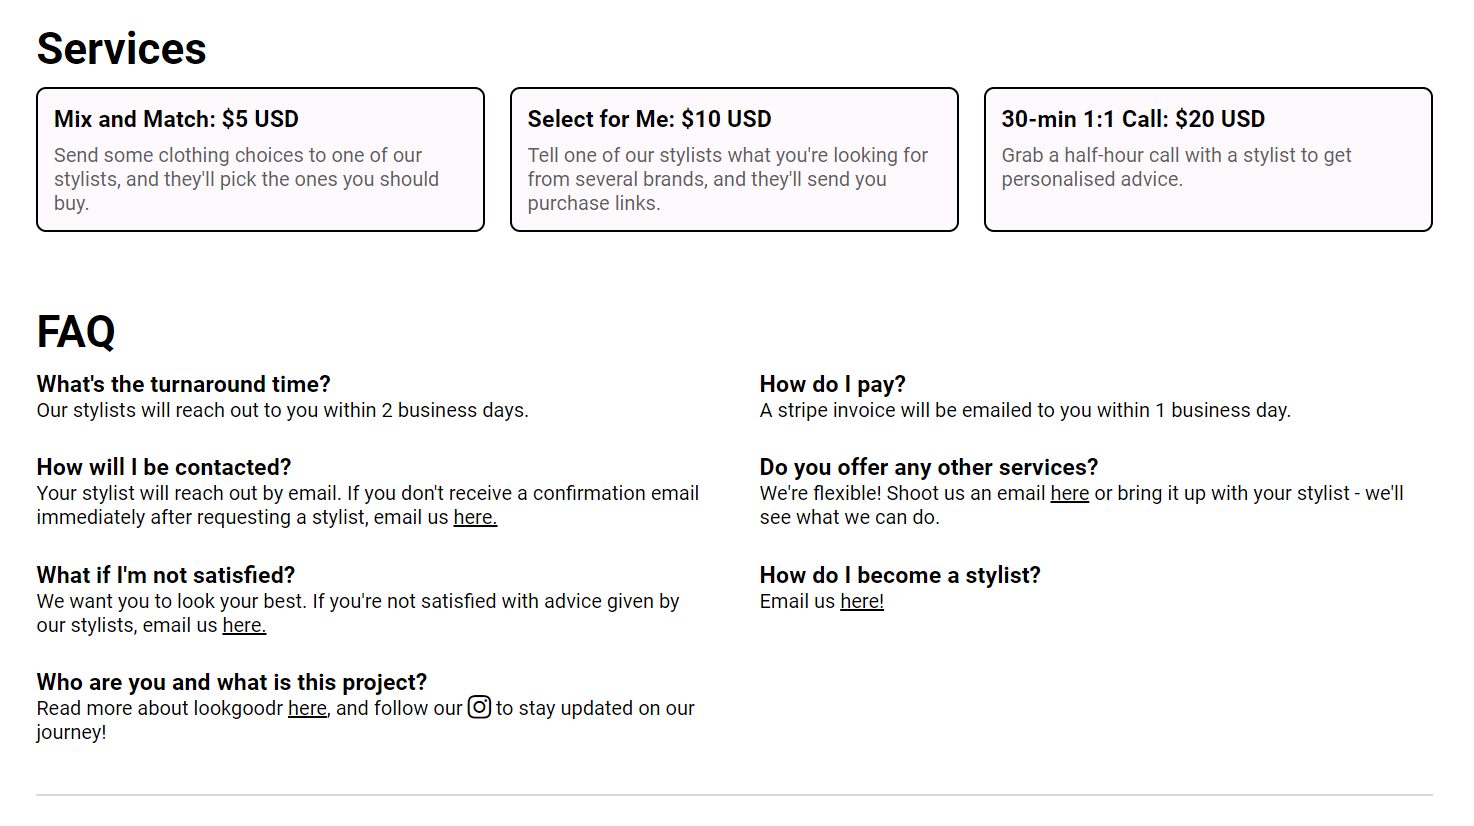 Services
Mix and Match: $5 USD
Send some clothing choices to one of our
stylists, and they'll pick the ones you should
buy.
Select for Me: $10 USD
Tell one of our stylists what you're looking for
from several brands, and they'll send you
purchase links.
30-min 1:1 Call: $20 USD
Grab a half-hour call with a stylist to get
personalised advice.
FAQ
What's the turnaround time?
Our stylists will reach out to you within 2 business days.
How will I be contacted?
Your stylist will reach out by email. If you don't receive a confirmation email
immediately after requesting a stylist, email us here.
What if I'm not satisfied?
We want you to look your best. If you're not satisfied with advice given by
our stylists, email us here.
Who are you and what is this project?
Read more about lookgoodr here, and follow our to stay updated on our
journey!
How do I pay?
A stripe invoice will be emailed to you within 1 business day.
Do you offer any other services?
We're flexible! Shoot us an email here or bring it up with your stylist - we'll
see what we can do.
How do I become a stylist?
Email us here!